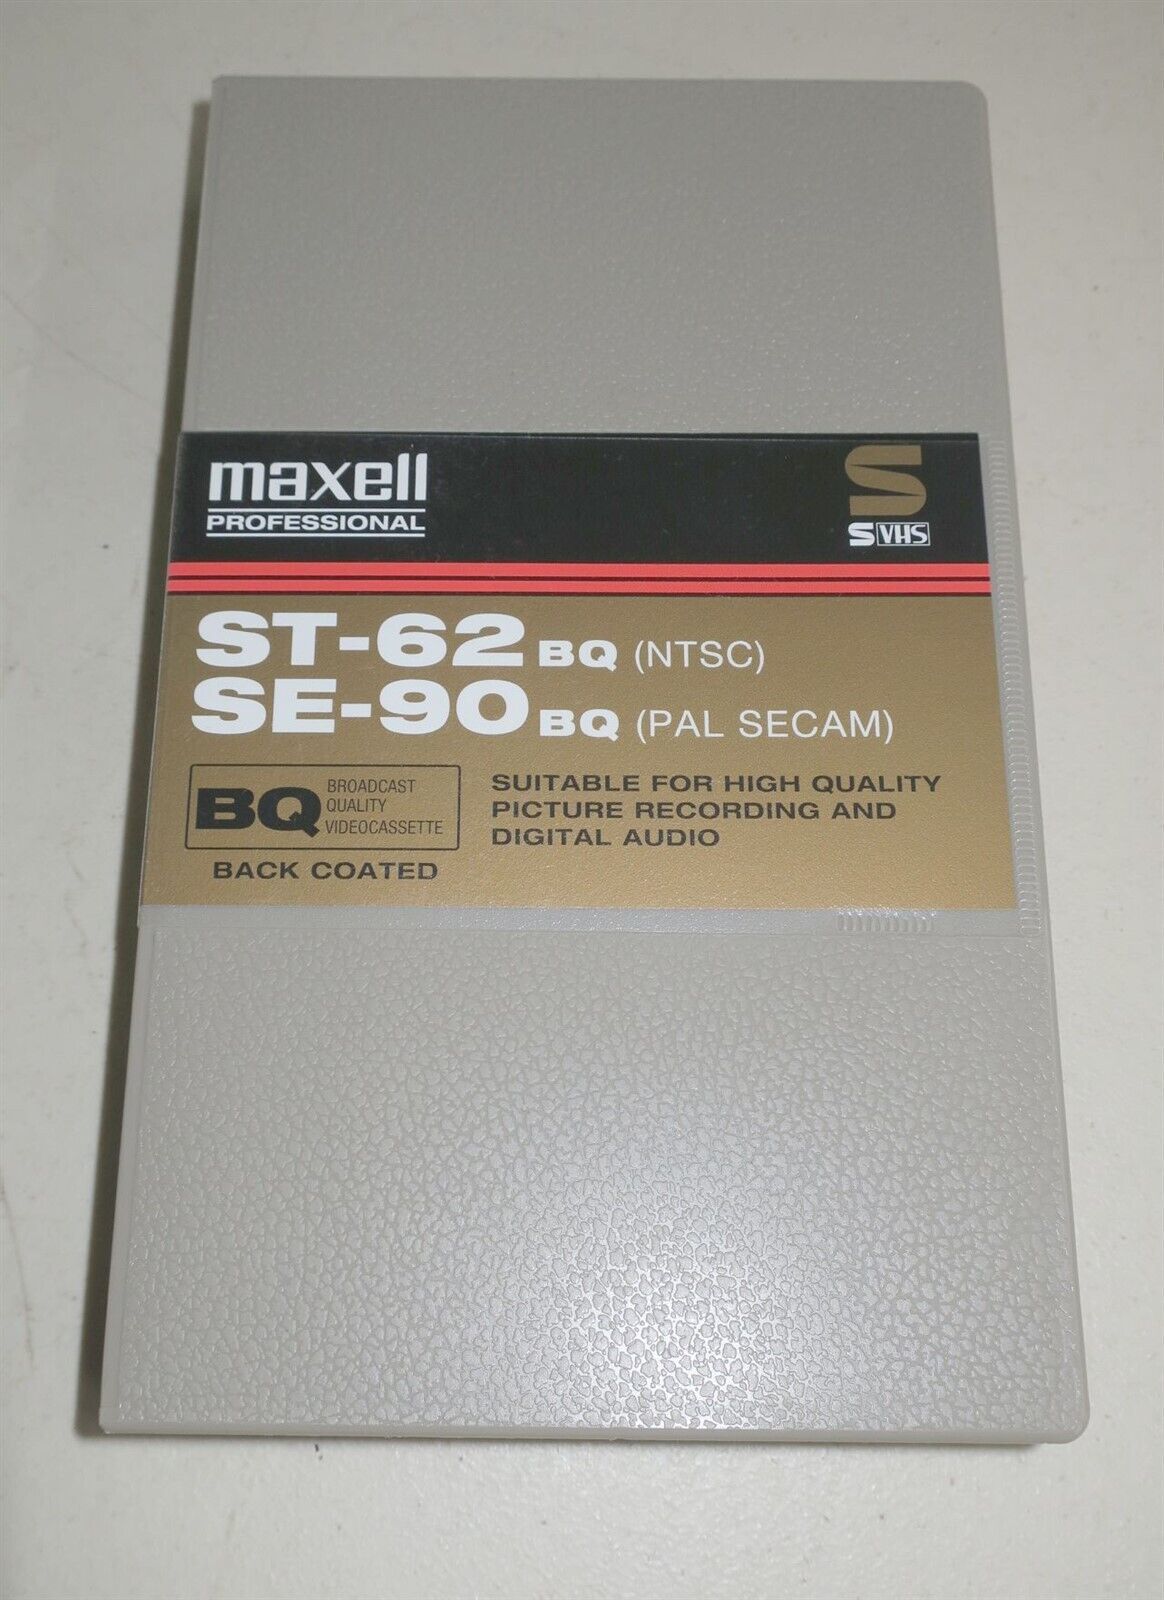 maxell
PROFESSIONAL
S
S VHS
ST-62 BQ (NTSC)
SE-90 BQ (PAL SECAM)
BQ
BROADCAST
QUALITY
VIDEOCASSETTE
BACK COATED
SUITABLE FOR HIGH QUALITY
PICTURE RECORDING AND
DIGITAL AUDIO